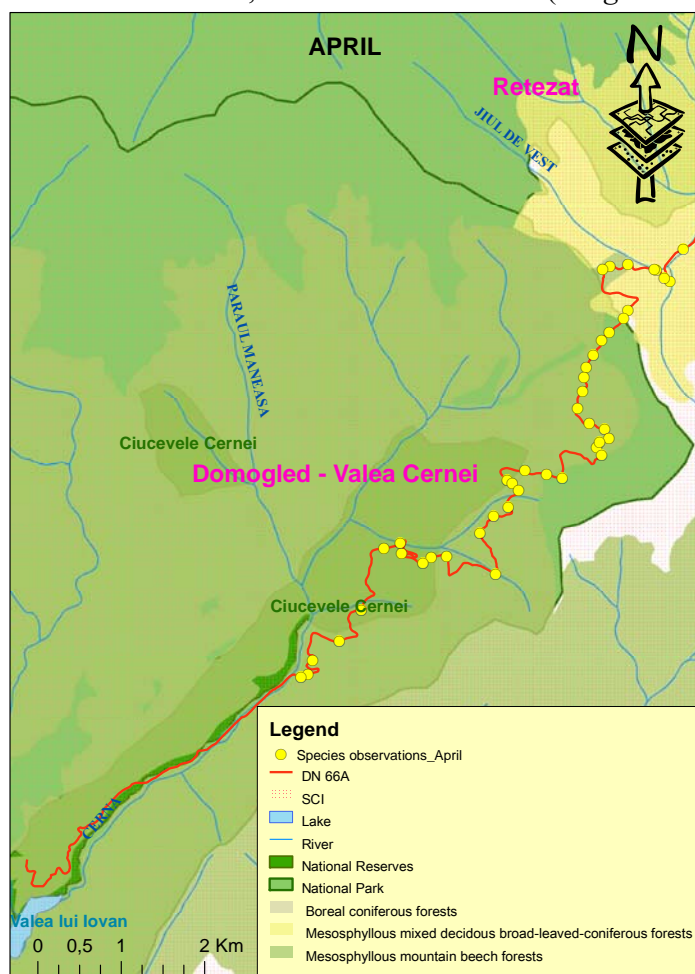 APRIL
N
Retezat
JIUL DE VEST
PARAUL MANEASA
Ciucevele Cernei
Domogled - Valea Cernei
Ciucevele Cernei
CERNA
Valea lui Iovan
0 0,5 1 2 Km
Legend
Species observations_April
DN 66A
SCI
Lake
River
National Reserves
National Park
Boreal coniferous forests
Mesosphyllous mixed decidous broad-leaved-coniferous forests
Mesosphyllous mountain beech forests